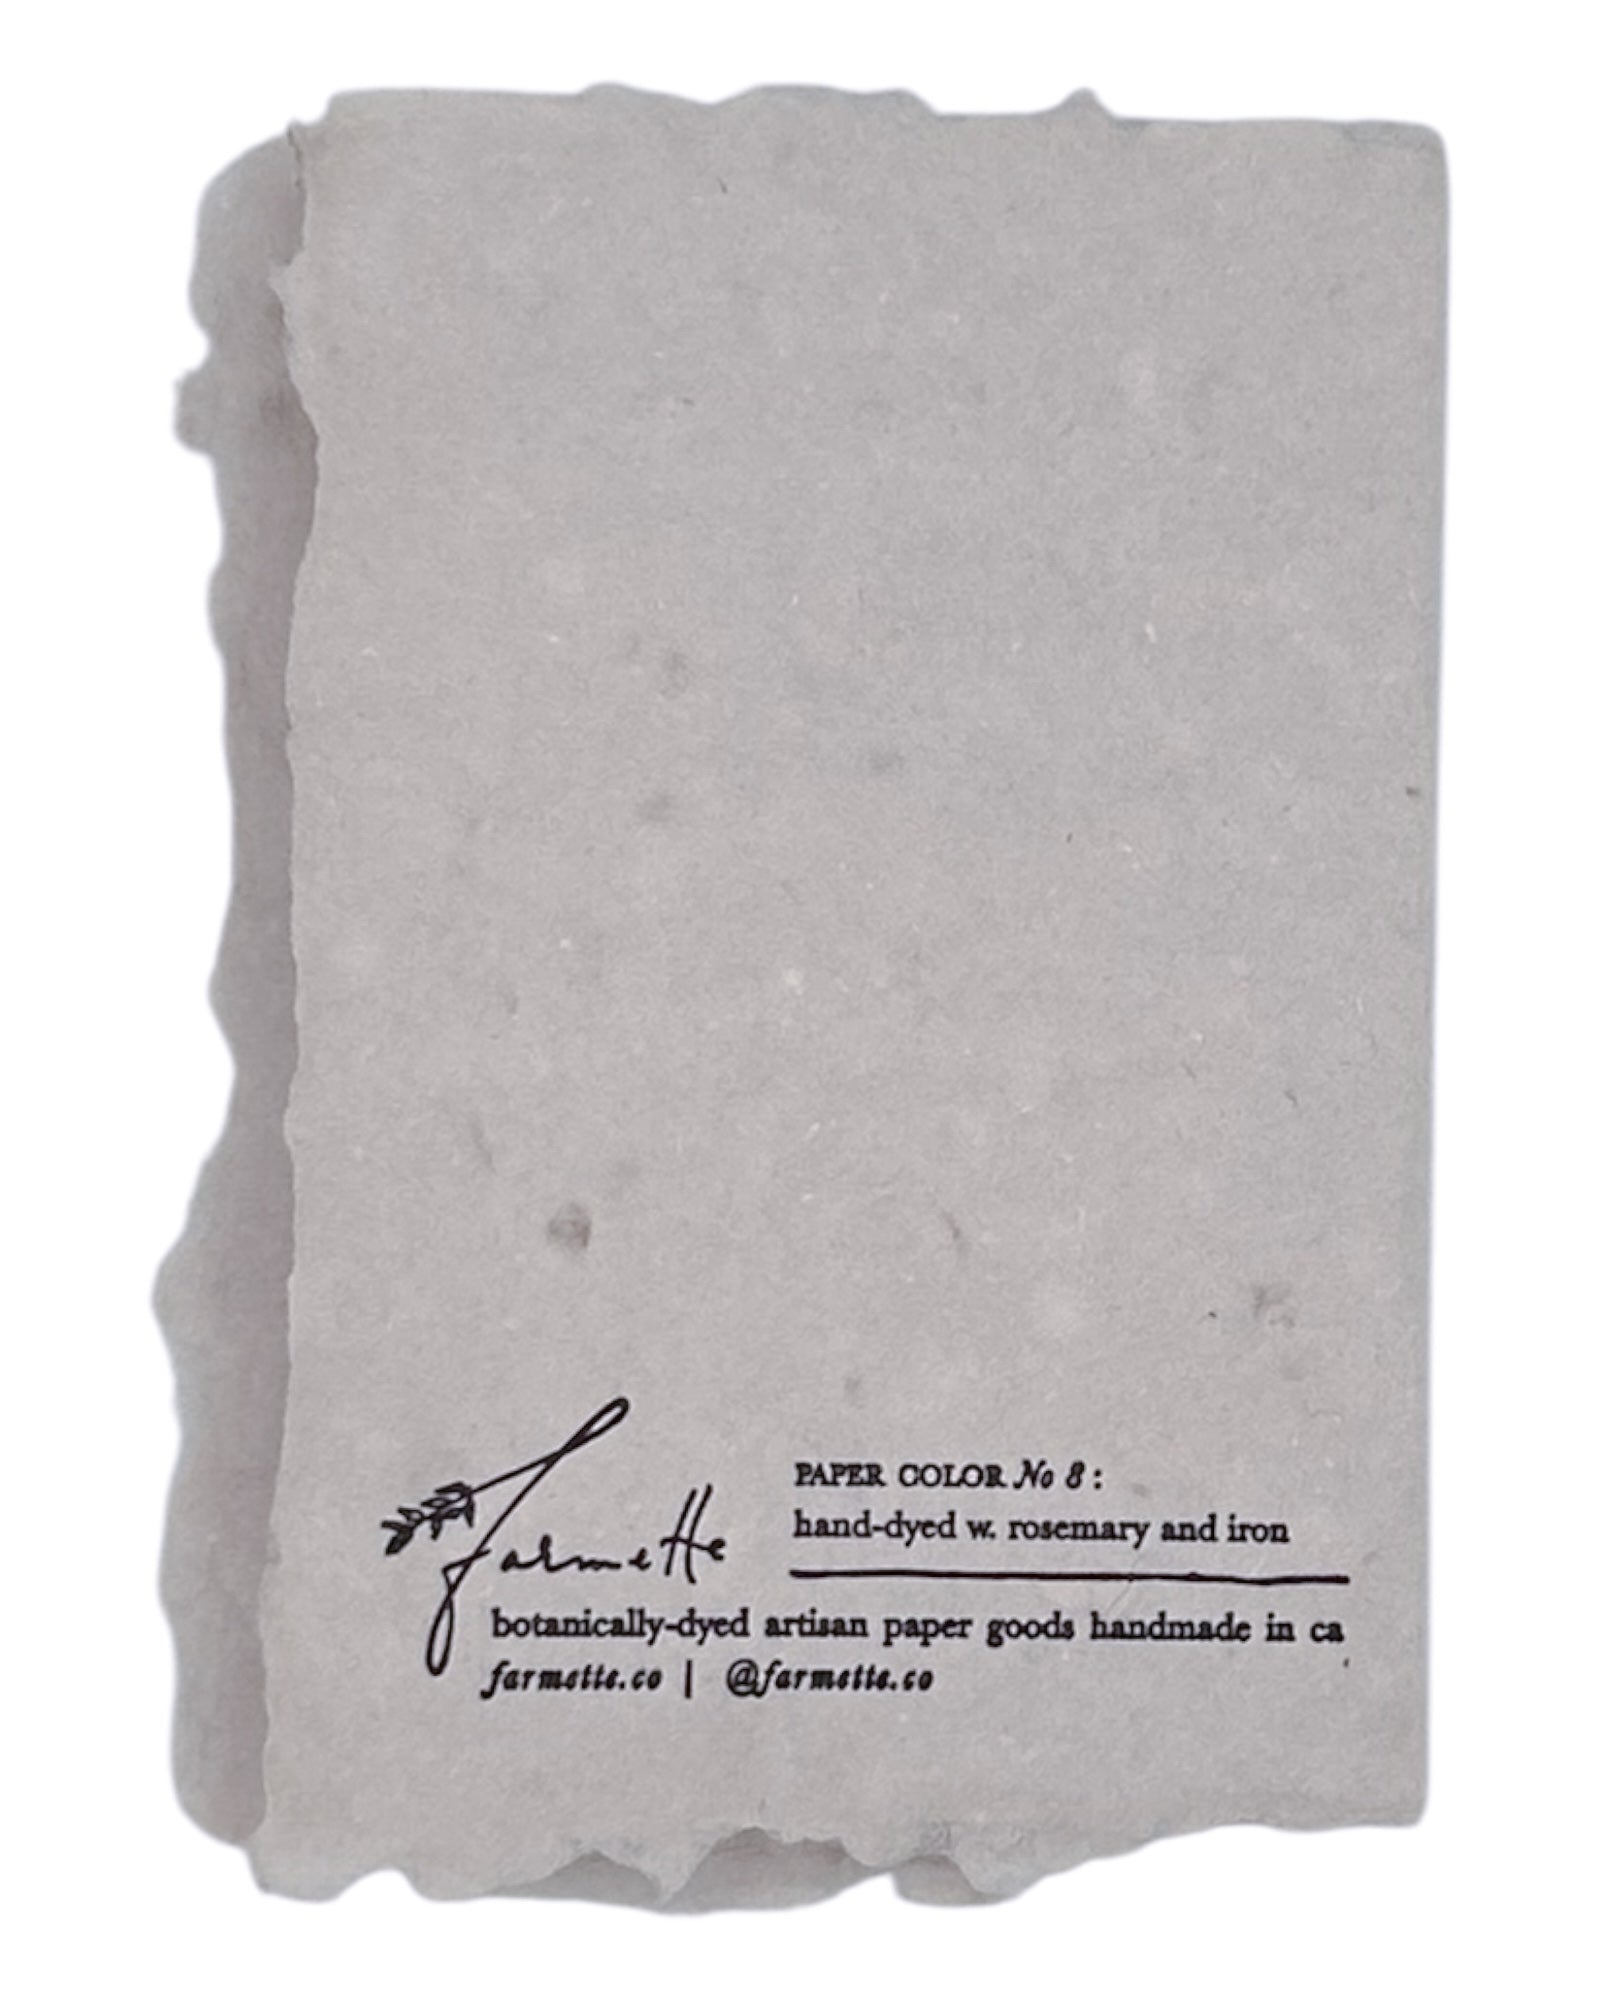 Farmette
PAPER COLOR No 8:
hand-dyed w. rosemary and iron
botanically-dyed artisan paper goods handmade in ca
farmette.co | @farmette.co